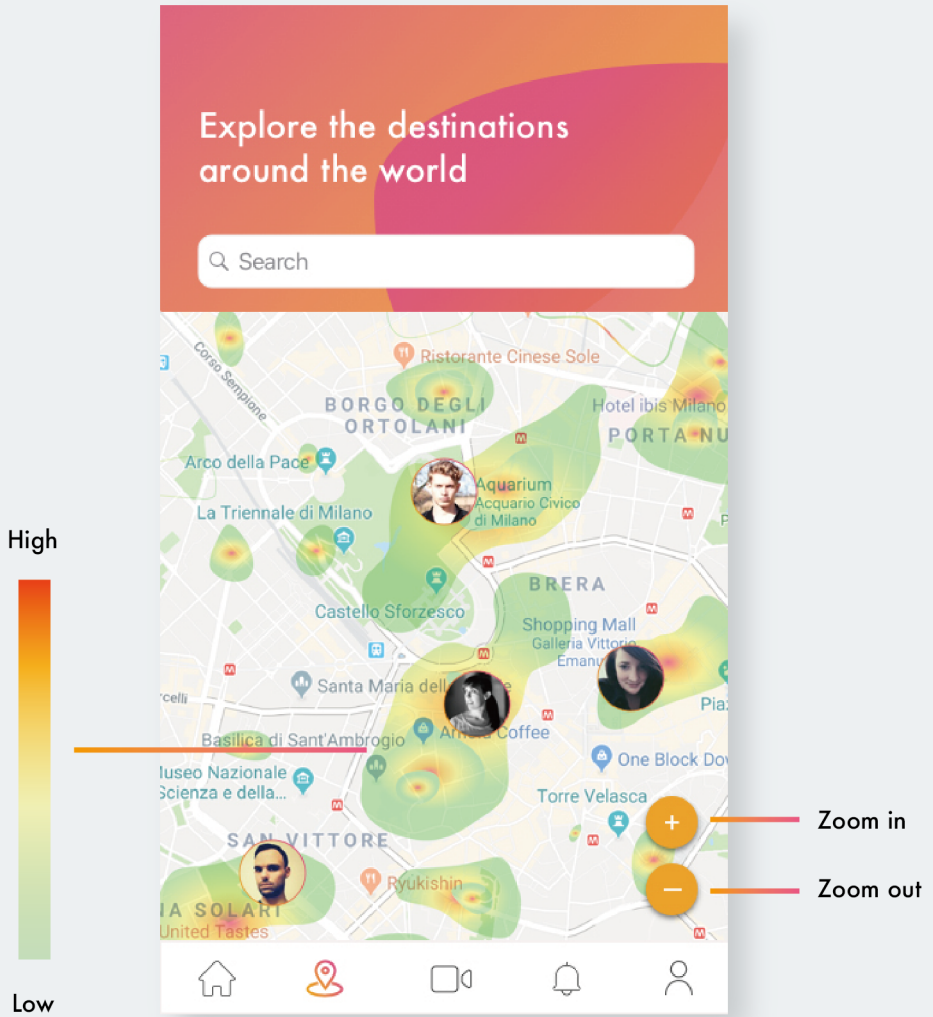 Explore the destinations
around the world
Search
Corso Sempione
Ristorante Cinese Sole
BORGO DEGLI
ORTOLANI
Hotel ibis Milano
PORTA NU
Arco della Pace
Aquarium
Acquario Civico
di Milano
La Triennale di Milano
P
High
BRERA
Castello Sforzesco
Shopping Mall
Galleria Vittorio
Emanu
Santa Maria dell
e
rcelli
Piaz
Coffee
Basilica di Sant'Ambrogio
One Block Dov
Museo Nazionale
Scienza e della...
Torre Velasca
+
Zoom in
SAN VITTORE
Ryukishin
−
Zoom out
NA SOLARI
United Tastes
Low